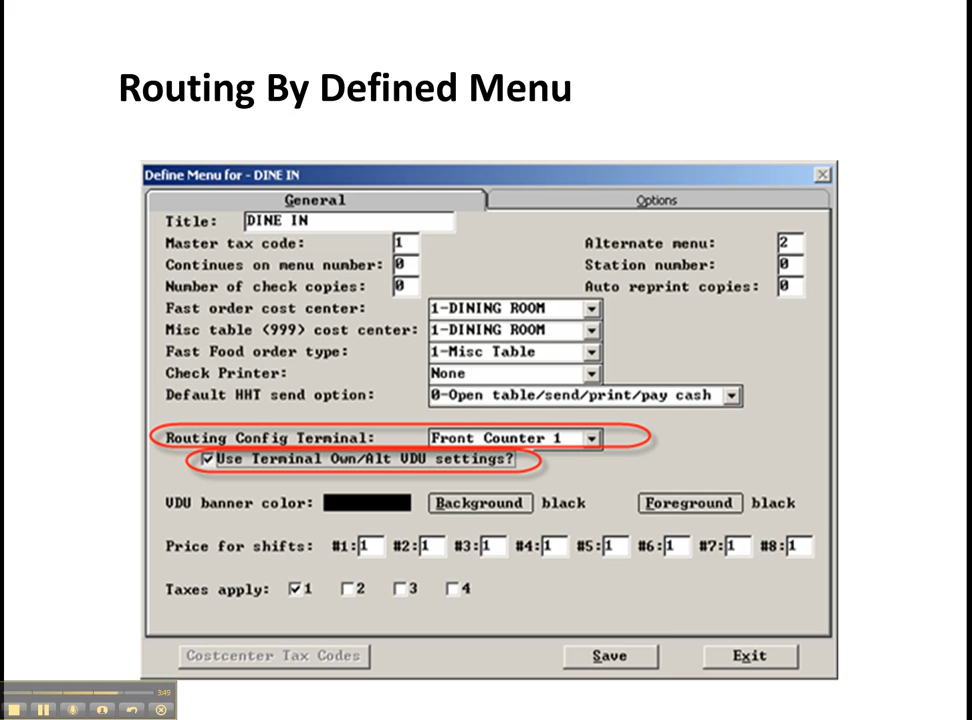 Routing By Defined Menu
Define Menu for - DINE IN
General Options
Title: DINE IN
Master tax code: 1 Alternate menu: 2
Continues on menu number: 0 Station number: 0
Number of check copies: 0 Auto reprint copies: 0
Fast order cost center: 1-DINING ROOM
Misc table (999) cost center: 1-DINING ROOM
Fast Food order type: 1-Misc Table
Check Printer: None
Default HHT send option: 0-Open table/send/print/pay cash
Routing Config Terminal: Front Counter 1
Use Terminal Own/Alt VDU settings?
VDU banner color: Background black Foreground black
Price for shifts: #1: 1 #2: 1 #3: 1 #4: 1 #5: 1 #6: 1 #7: 1 #8: 1
Taxes apply: 1 2 3 4
Costcenter Tax Codes Save Exit
3:49